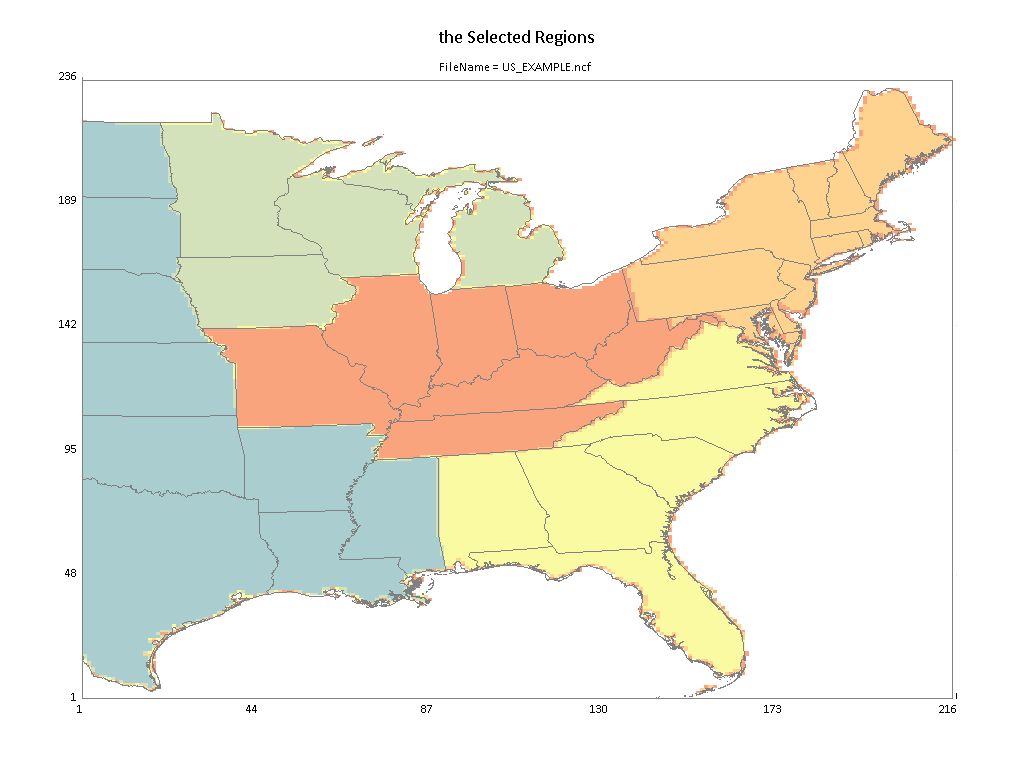 the Selected Regions
FileName = US_EXAMPLE.ncf
236
189
142
95
48
1
1 44 87 130 173 216